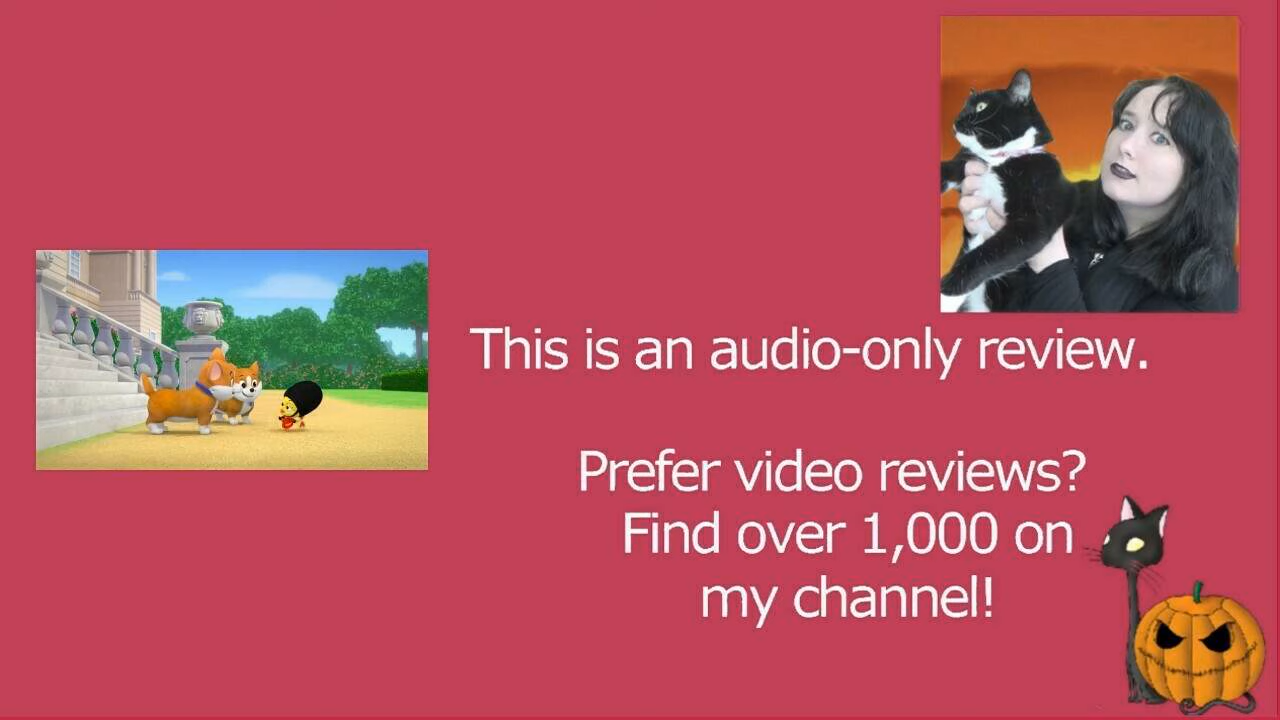 This is an audio-only review.
Prefer video reviews?
Find over 1,000 on
my channel!